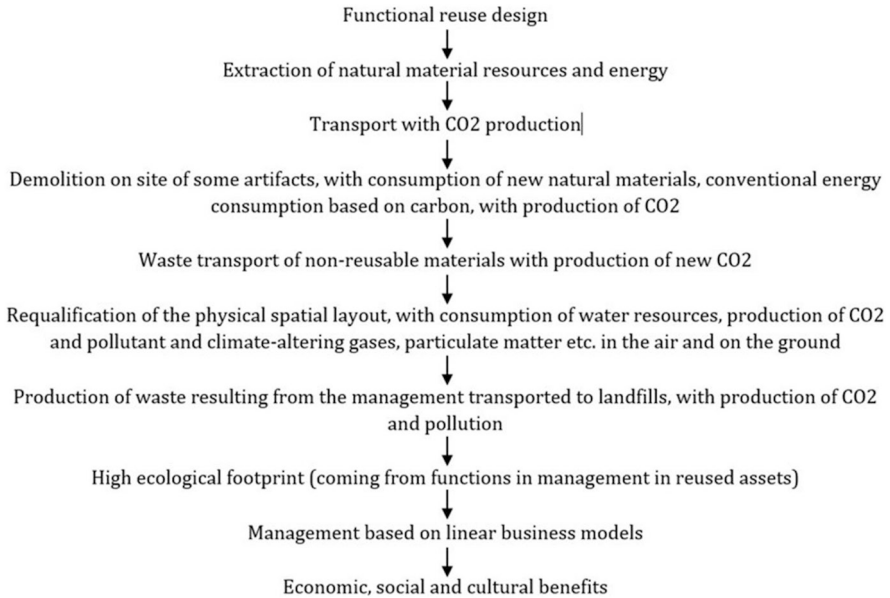 Functional reuse design
Extraction of natural material resources and energy
Transport with CO2 production
Demolition on site of some artifacts, with consumption of new natural materials, conventional energy
consumption based on carbon, with production of CO2
Waste transport of non-reusable materials with production of new CO2
Requalification of the physical spatial layout, with consumption of water resources, production of CO2
and pollutant and climate-altering gases, particulate matter etc. in the air and on the ground
Production of waste resulting from the management transported to landfills, with production of CO2
and pollution
High ecological footprint (coming from functions in management in reused assets)
Management based on linear business models
Economic, social and cultural benefits